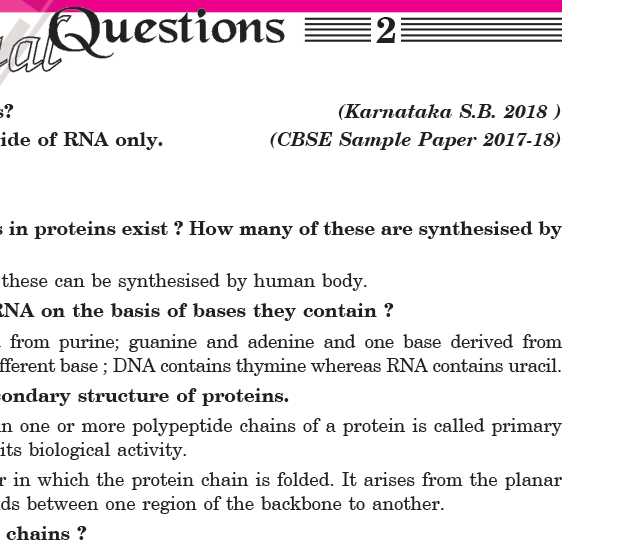 Questions 2
s? (Karnataka S.B. 2018 )
ide of RNA only. (CBSE Sample Paper 2017-18)
s in proteins exist ? How many of these are synthesised by
these can be synthesised by human body.
RNA on the basis of bases they contain ?
from purine; guanine and adenine and one base derived from
fferent base ; DNA contains thymine whereas RNA contains uracil.
condary structure of proteins.
in one or more polypeptide chains of a protein is called primary
its biological activity.
r in which the protein chain is folded. It arises from the planar
ds between one region of the backbone to another.
chains ?